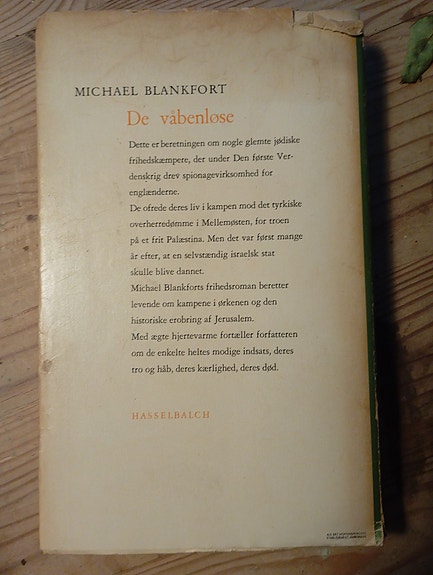 MICHAEL BLANKFORT
De våbenløse
Dette er beretningen om nogle glemte jødiske
frihedskæmpere, der under Den første Ver-
denskrig drev spionagevirksomhed for
englænderne.
De ofrede deres liv i kampen mod det tyrkiske
overherredømme i Mellemøsten, for troen
på et frit Palæstina. Men det var først mange
år efter, at en selvstændig israelsk stat
skulle blive dannet.
Michael Blankforts frihedsroman beretter
levende om kampene i ørkenen og den
historiske erobring af Jerusalem.
Med ægte hjertevarme fortæller forfatteren
om de enkelte heltes modige indsats, deres
tro og håb, deres kærlighed, deres død.
HASSELBALCH